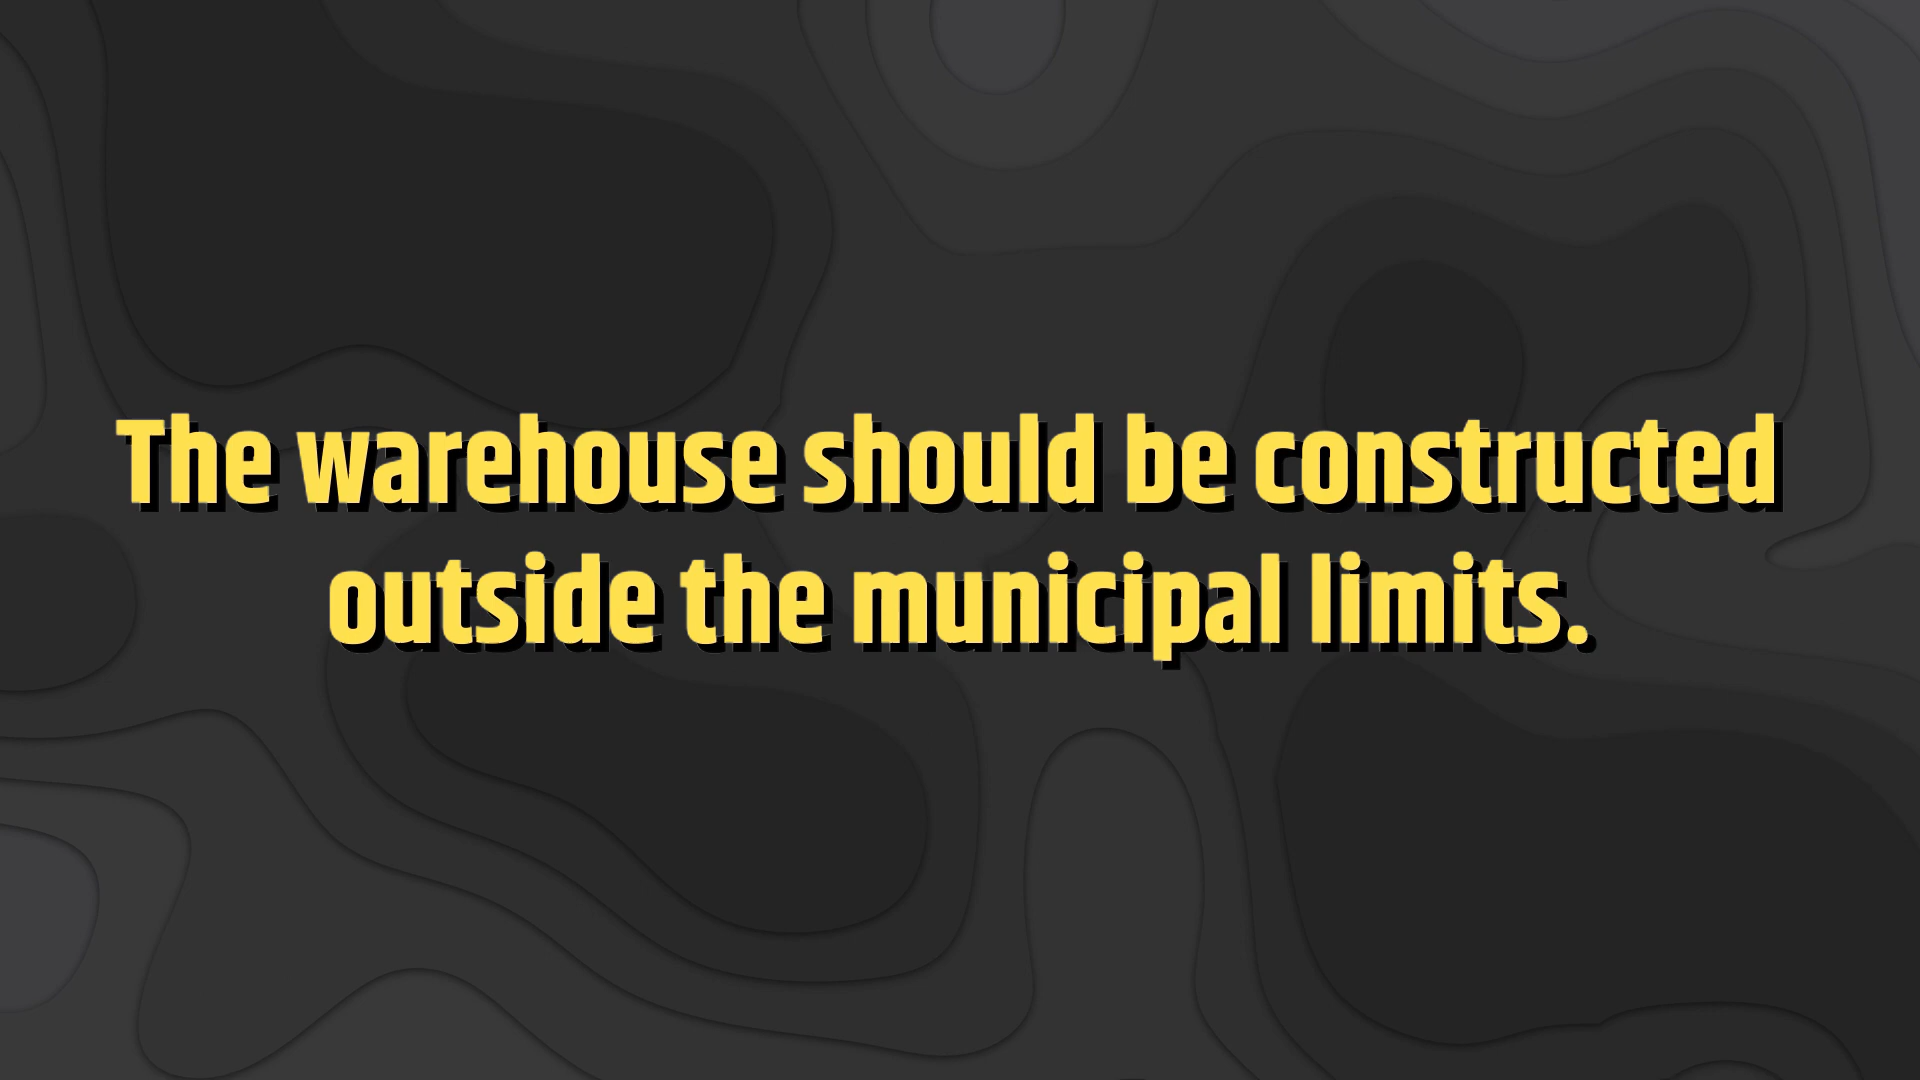 The warehouse should be constructed
outside the municipal limits.